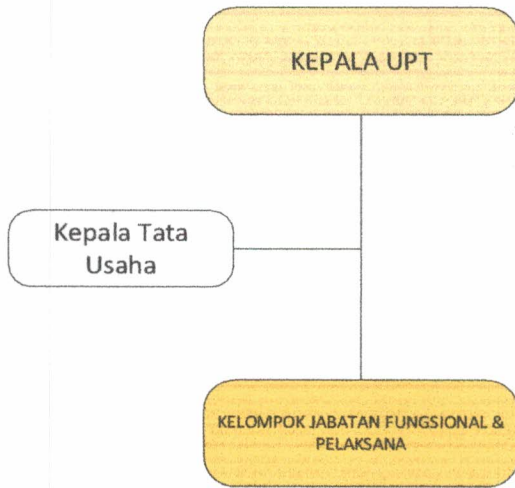 KEPALA UPT
Kepala Tata
Usaha
KELOMPOK JABATAN FUNGSIONAL &
PELAKSANA